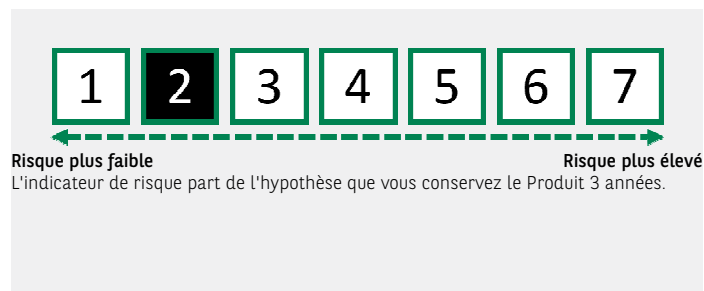 1 2 3 4 5 6 7
Risque plus faible Risque plus élevé
L'indicateur de risque part de l'hypothèse que vous conservez le Produit 3 années.